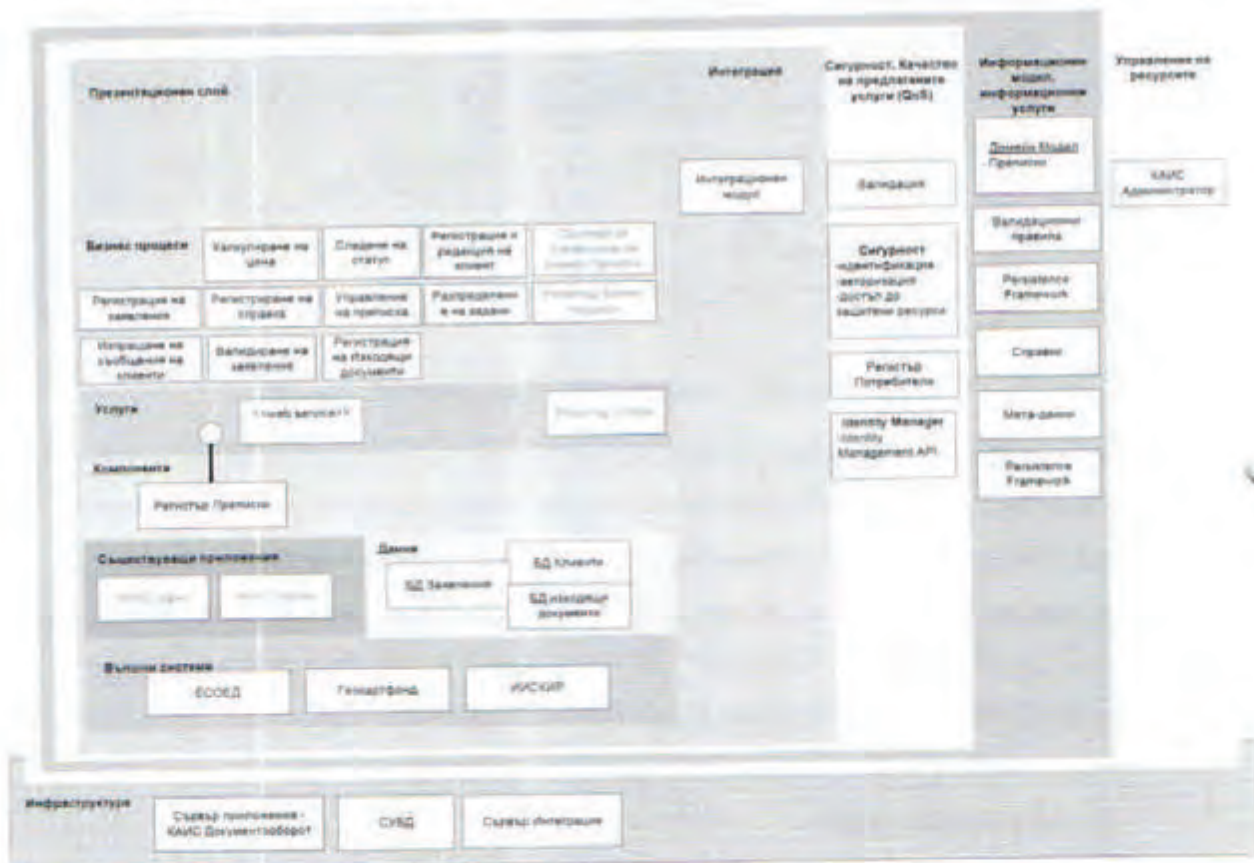 Презентационен слой
Интеграция
Сигурност. Качество
на предлаганите
услуги (QoS)
Информационен
модел,
информационни
услуги
Управление на
ресурсите
Домейн Модел
- Преписки
Интеграционен
модул
Валидация
КАИС
Администратор
Бизнес процеси
Калкулиране на
цена
Следене на
статус
Регистрация и
редакция на
клиент
Валидационни
правила
Сигурност
-идентификация
-авторизация
-достъп до
защитени ресурси
Регистрация на
заявления
Регистриране на
справка
Управление
на преписка
Разпределени
е на задачи
Persistence
Framework
Изпращане на
съобщения на
клиенти
Валидиране на
заявление
Регистрация
на Изходящи
документи
Справки
Регистър
Потребители
Услуги
<<web service>>
Мета-данни
Identity Manager
-Identity
Management API
Компоненти
Persistence
Framework
Регистър Преписки
Съществуващи приложения
Данни
БД Заявления
БД Клиенти
БД изходящи
документи
Външни системи
ЕСОЕД
Геокартфонд
ИИСКИР
Инфраструктура
Сървър приложения -
КАИС Документооборот
СУБД
Сървър Интеграция